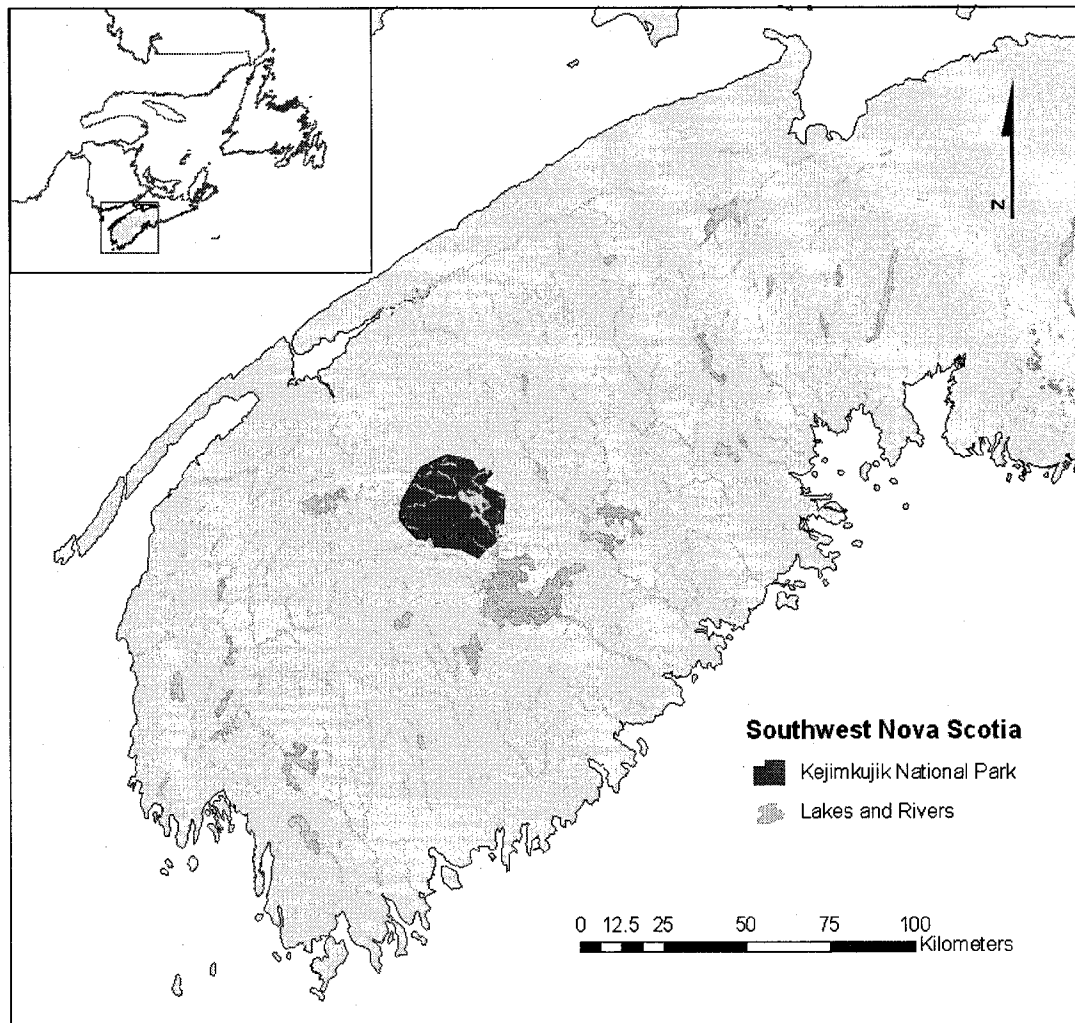 N
Southwest Nova Scotia
Kejimkujik National Park
Lakes and Rivers
0 12.5 25 50 75 100
Kilometers